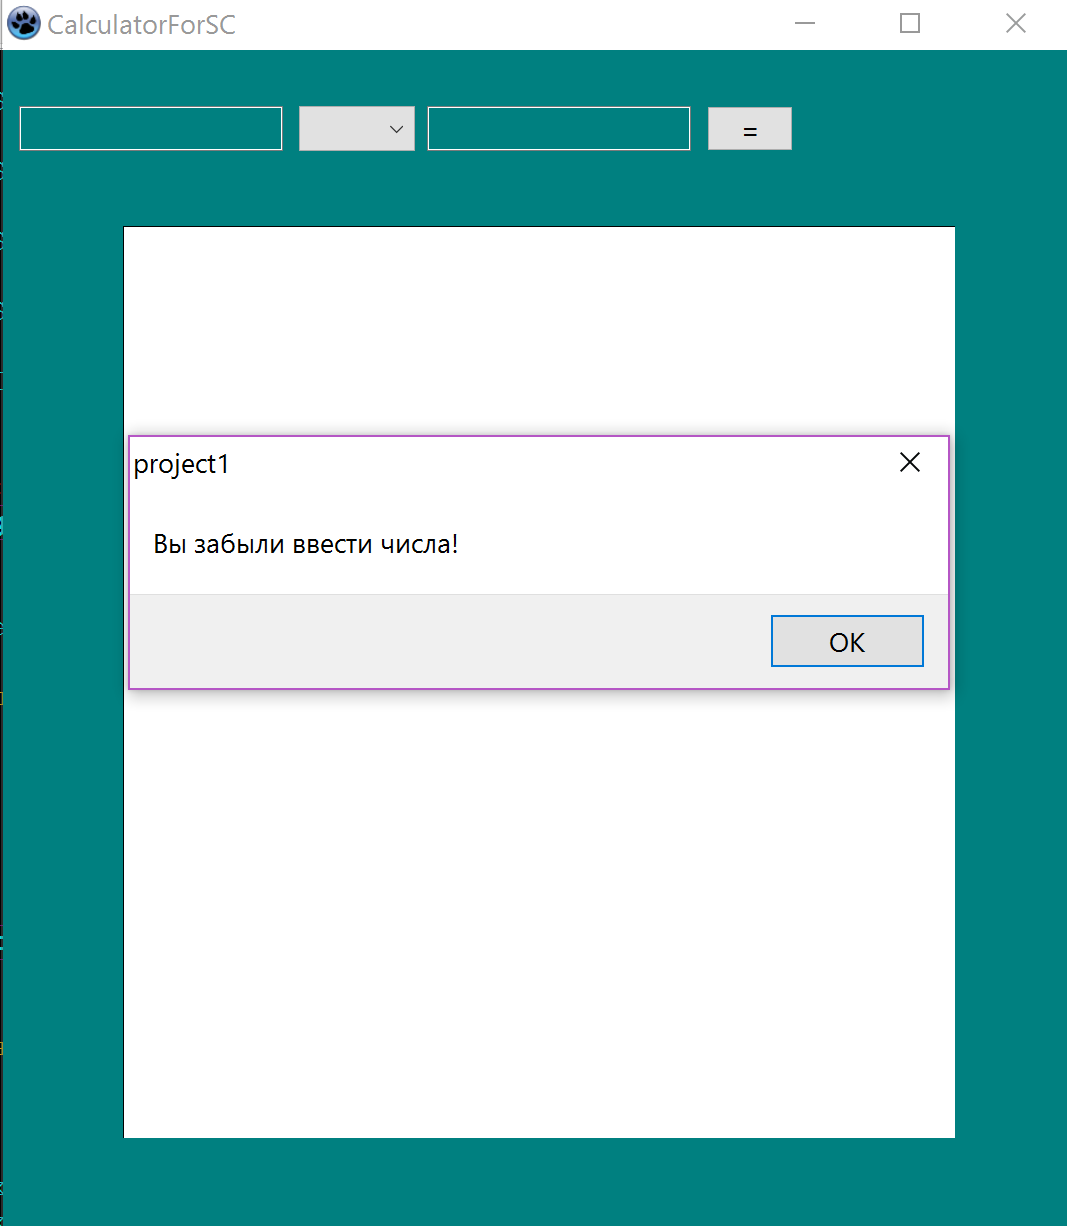 CalculatorForSC
=
project1
Вы забыли ввести числа!
OK